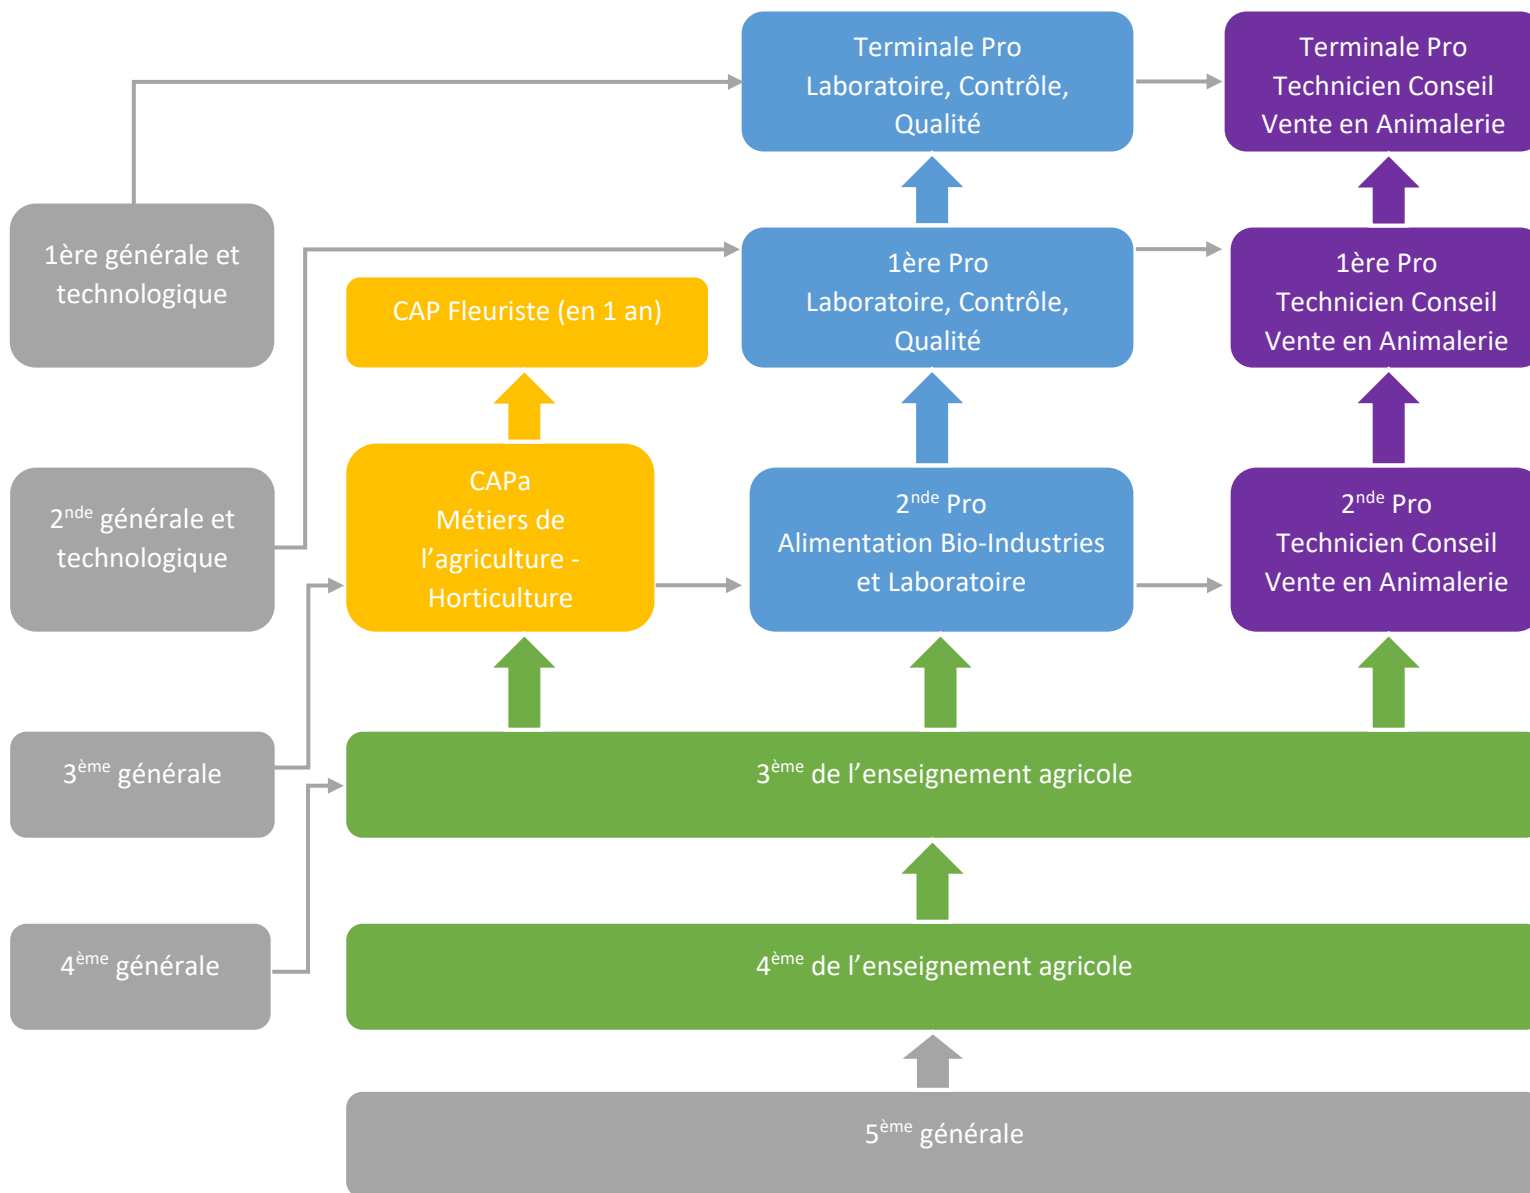 Terminale Pro
Laboratoire, Contrôle,
Qualité
Terminale Pro
Technicien Conseil
Vente en Animalerie
1ère générale et
technologique
CAP Fleuriste (en 1 an)
1ère Pro
Laboratoire, Contrôle,
Qualité
1ère Pro
Technicien Conseil
Vente en Animalerie
2nde générale et
technologique
CAPa
Métiers de
l’agriculture -
Horticulture
2nde Pro
Alimentation Bio-Industries
et Laboratoire
2nde Pro
Technicien Conseil
Vente en Animalerie
3ème générale
3ème de l’enseignement agricole
4ème générale
4ème de l’enseignement agricole
5ème générale